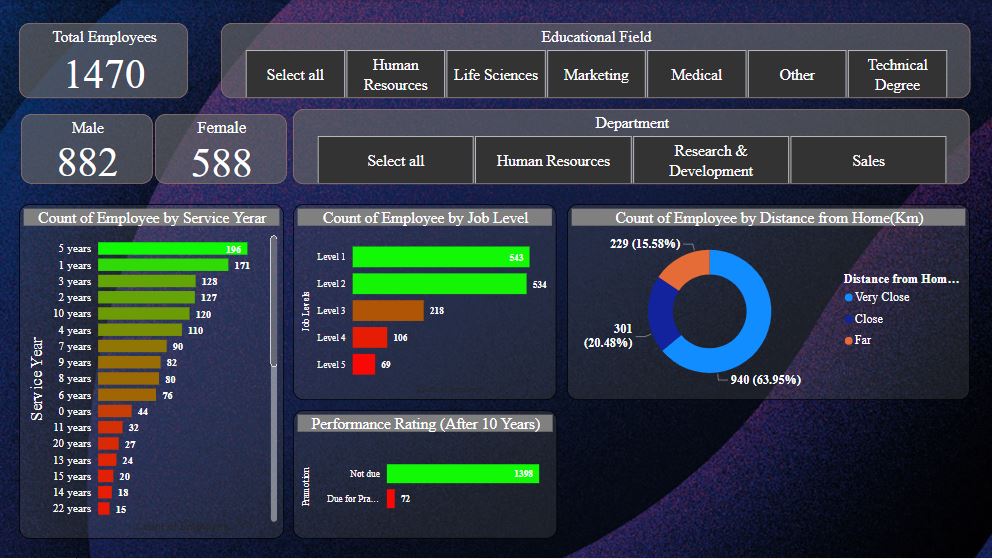 Total Employees
1470
Educational Field
Select all
Human
Resources
Life Sciences
Marketing
Medical
Other
Technical
Degree
Male
882
Female
588
Department
Select all
Human Resources
Research &
Development
Sales
Count of Employee by Service Yerar
Service Year
5 years 196
1 years 171
3 years 128
2 years 127
10 years 120
4 years 110
7 years 90
9 years 82
8 years 80
6 years 76
0 years 44
11 years 32
20 years 27
13 years 24
15 years 20
14 years 18
22 years 15
Count of Employee
Count of Employee by Job Level
Job Levels
Level 1 543
Level 2 534
Level 3 218
Level 4 106
Level 5 69
Count of Employee by Distance from Home(Km)
229 (15.58%)
301
(20.48%)
940 (63.95%)
Distance from Hom...
Very Close
Close
Far
Performance Rating (After 10 Years)
Promotion
Not due 1398
Due for Pra... 72